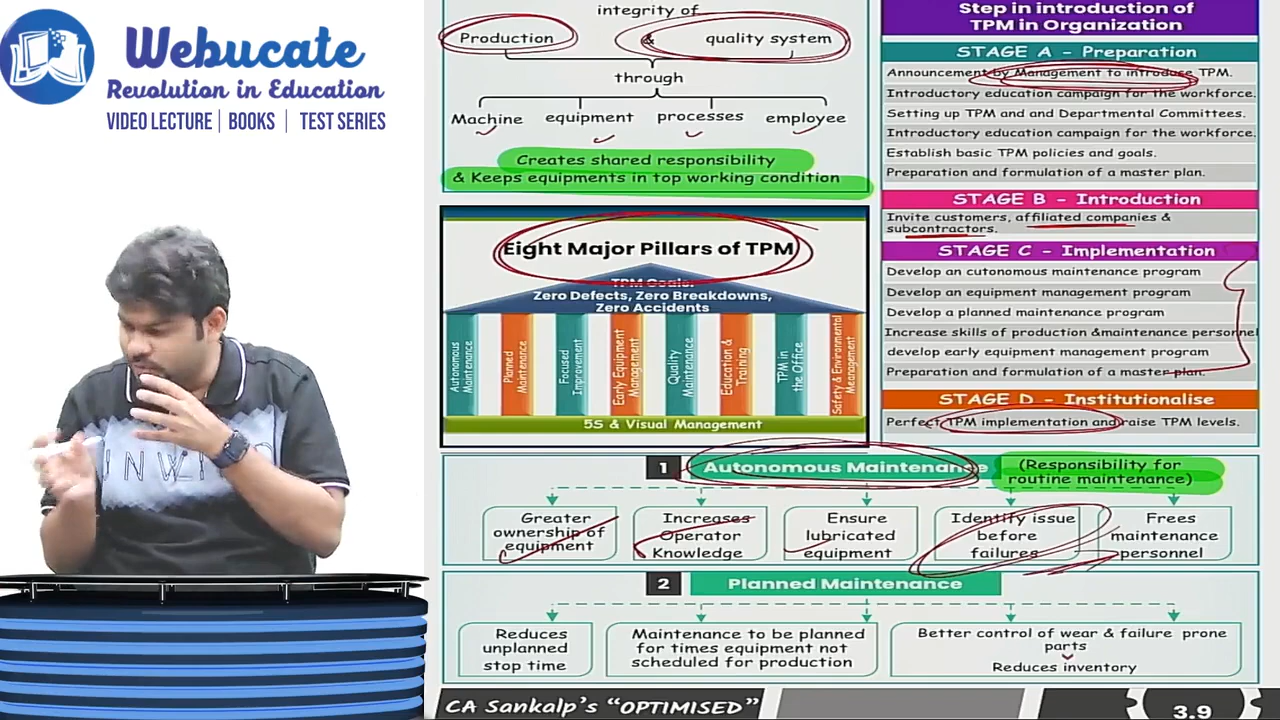 Webucate
Revolution in Education
VIDEO LECTURE | BOOKS | TEST SERIES
integrity of
Production & quality system
through
Machine equipment processes employee
Creates shared responsibility
& Keeps equipments in top working condition
Eight Major Pillars of TPM
TPM Goals:
Zero Defects, Zero Breakdowns,
Zero Accidents
Autonomous
Maintenance
Planned
Maintenance
Focused
Improvement
Early Equipment
Management
Quality
Maintenance
Education &
Training
TPM in
the Office
Safety & Environmental
Meanagement
5S & Visual Management
Step in introduction of
TPM in Organization
STAGE A - Preparation
Announcement by Management to introduse TPM.
Introductory education campaign for the workforce.
Setting up TPM and and Departmental Committees.
Introductory education campaign for the workforce.
Establish basic TPM policies and goals.
Preparation and formulation of a master plan.
STAGE B - Introduction
Invite customers, affiliated companies &
subcontractors.
STAGE C - Implementation
Develop an cutonomous maintenance program
Develop an equipment management program
Develop a planned maintenance program
Increase skills of production &maintenance personnel
develop early equipment management program
Preparation and formulation of a master plan.
STAGE D - Institutionalise
Perfect TPM implementation and raise TPM levels.
1 Autonomous Maintenance (Responsibility for
routine maintenance)
Greater
ownership of
equipment
Increases
Operator
Knowledge
Ensure
lubricated
equipment
Identify issue
before
failures
Frees
maintenance
personnel
2 Planned Maintenance
Reduces
unplanned
stop time
Maintenance to be planned
for times equipment not
scheduled for production
Better control of wear & failure prone
parts
Reduces inventory
CA Sankalp's "OPTIMISED"
3.9